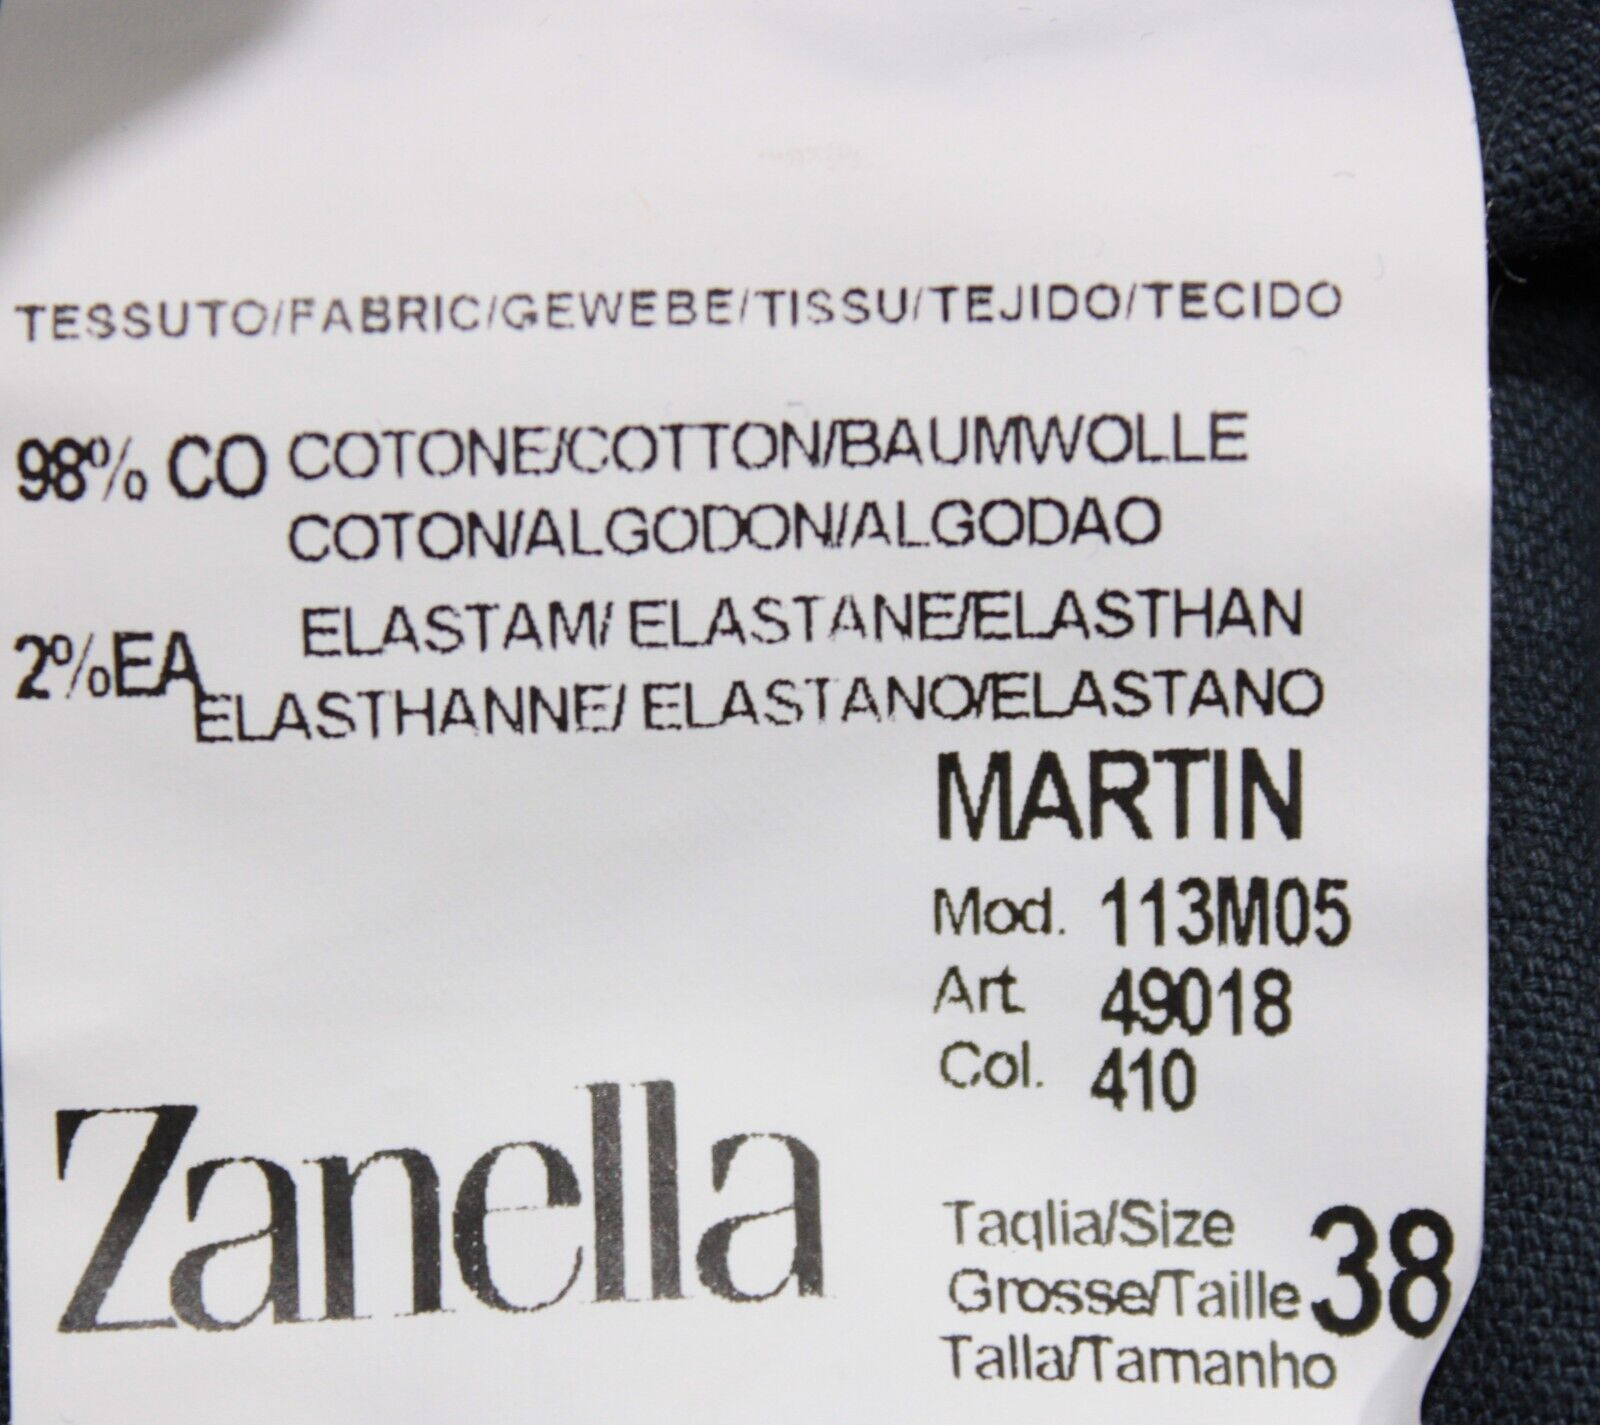 TESSUTO/FABRIC/GEWEBE/TISSU/TEJIDO/TECIDO
98% CO COTONE/COTTON/BAUMWOLLE
COTON/ALGODON/ALGODAO
2%EA ELASTAM/ ELASTANE/ELASTHAN
ELASTHANNE/ ELASTANO/ELASTANO
MARTIN
Mod. 113M05
Art. 49018
Col. 410
Zanella
Taglia/Size
Grosse/Taille 38
Talla/Tamanho